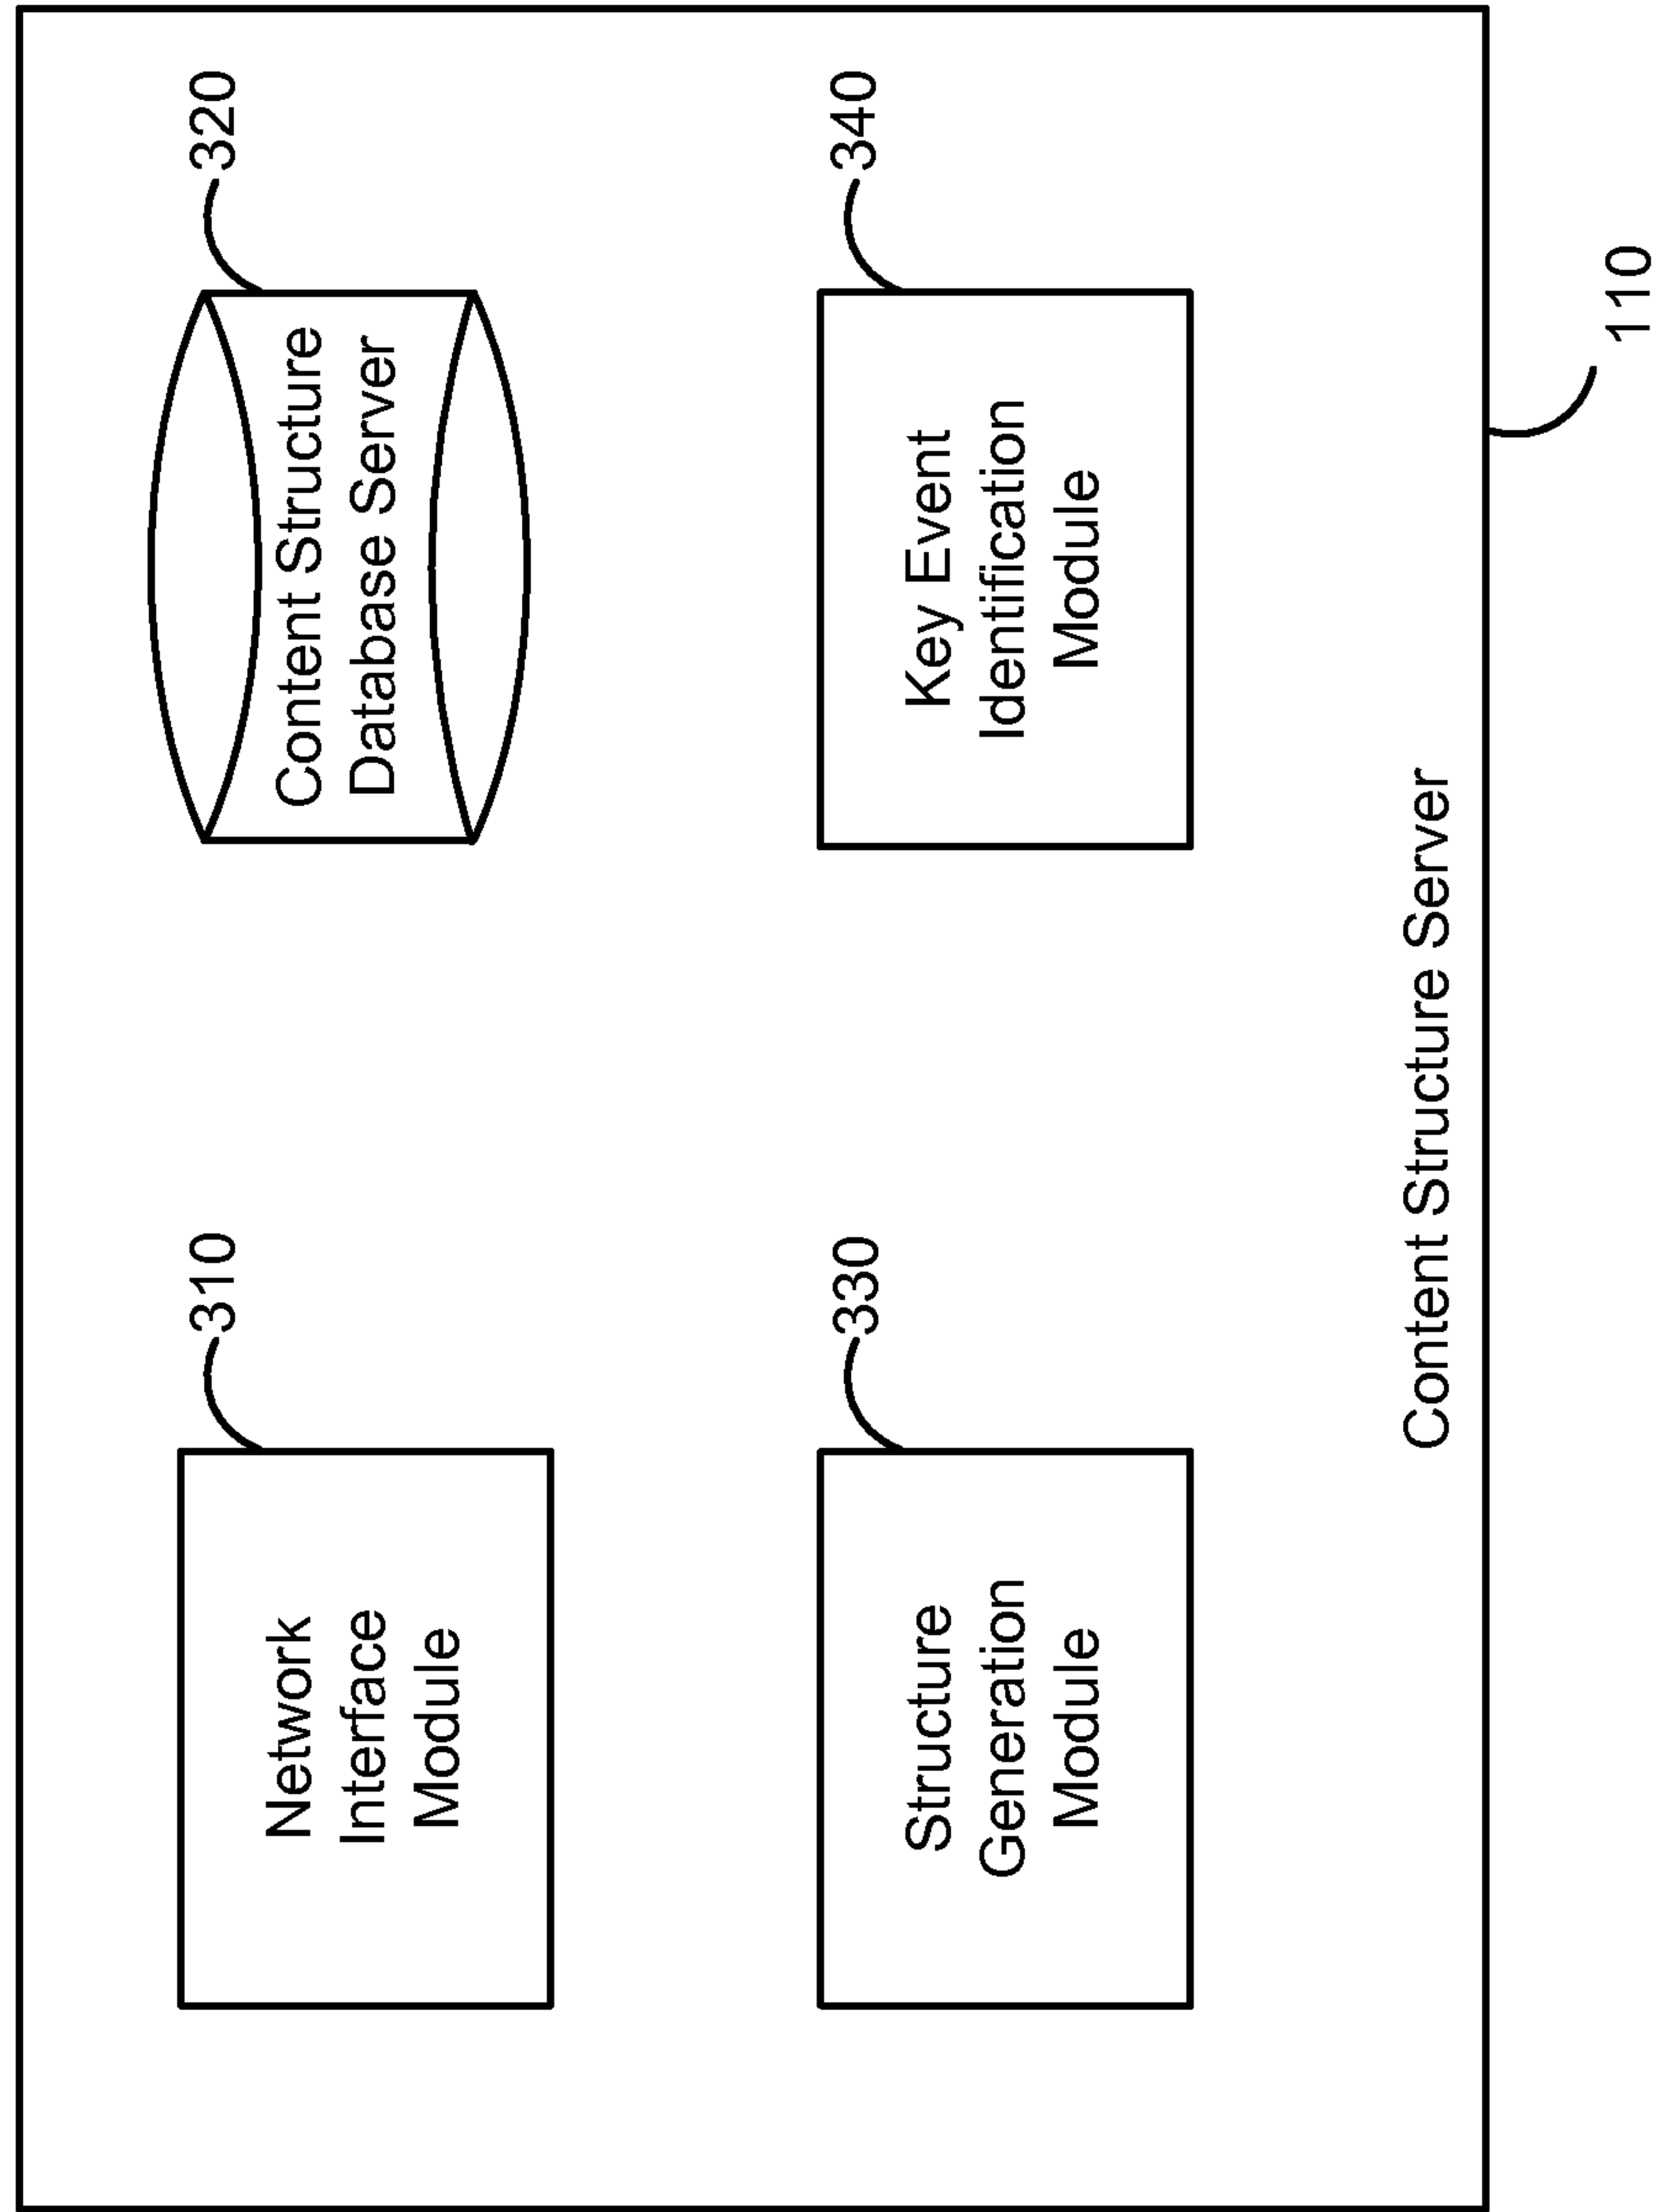 310
Network
Interface
Module
320
Content Structure
Database Server
330
Structure
Generation
Module
340
Key Event
Identification
Module
Content Structure Server
110